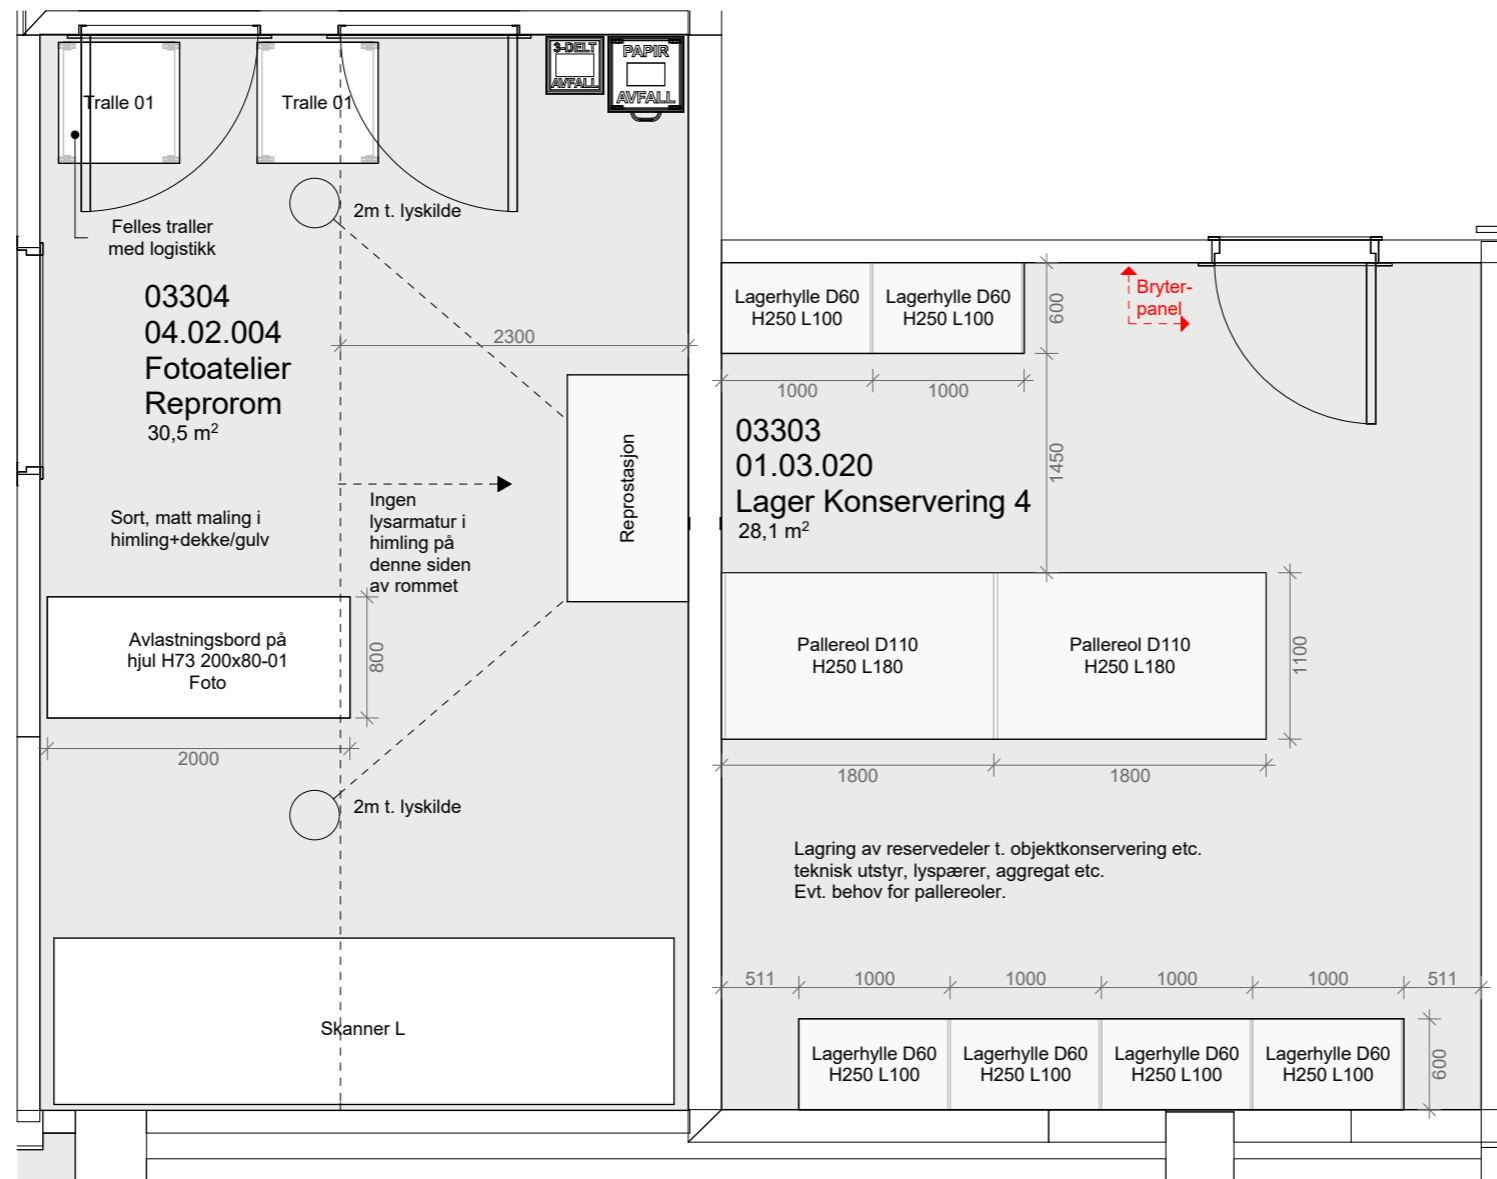 3-DELT
AVFALL
PAPIR
AVFALL
Tralle 01
Tralle 01
2m t. lyskilde
Felles traller
med logistikk
03304
04.02.004
Fotoatelier
Reprorom
30,5 m²
2300
Reprostasjon
Ingen
lysarmatur i
himling på
denne siden
av rommet
Sort, matt maling i
himling+dekke/gulv
Avlastningsbord på
hjul H73 200x80-01
Foto
800
2000
2m t. lyskilde
Skanner L
Lagerhylle D60
H250 L100
Lagerhylle D60
H250 L100
600
Bryter-
panel
1000
1000
03303
01.03.020
Lager Konservering 4
28,1 m²
1450
Pallereol D110
H250 L180
Pallereol D110
H250 L180
1100
1800
1800
Lagring av reservedeler t. objektkonservering etc.
teknisk utstyr, lyspærer, aggregat etc.
Evt. behov for pallereoler.
511
1000
1000
1000
1000
511
Lagerhylle D60
H250 L100
Lagerhylle D60
H250 L100
Lagerhylle D60
H250 L100
Lagerhylle D60
H250 L100
600